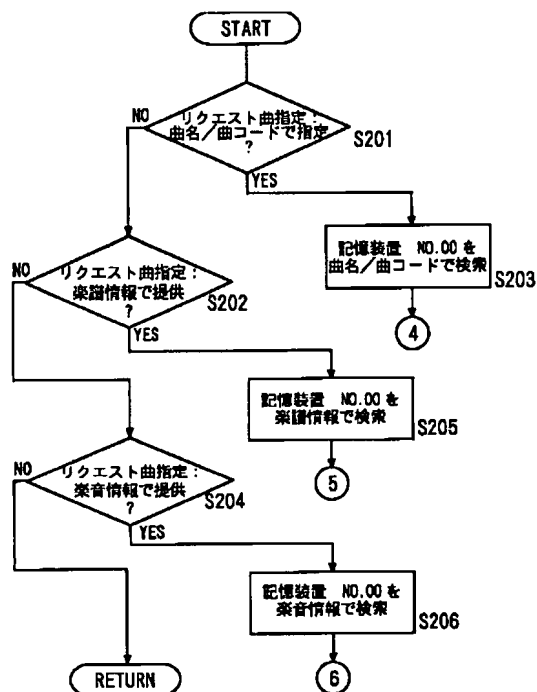 START
NO
リクエスト曲指定：
曲名／曲コードで指定
？
S201
YES
記憶装置 NO.00 を
曲名／曲コードで検索
S203
4
NO
リクエスト曲指定：
楽譜情報で提供
？
S202
YES
記憶装置 NO.00 を
楽譜情報で検索
S205
5
NO
リクエスト曲指定：
楽音情報で提供
？
S204
YES
記憶装置 NO.00 を
楽音情報で検索
S206
6
RETURN